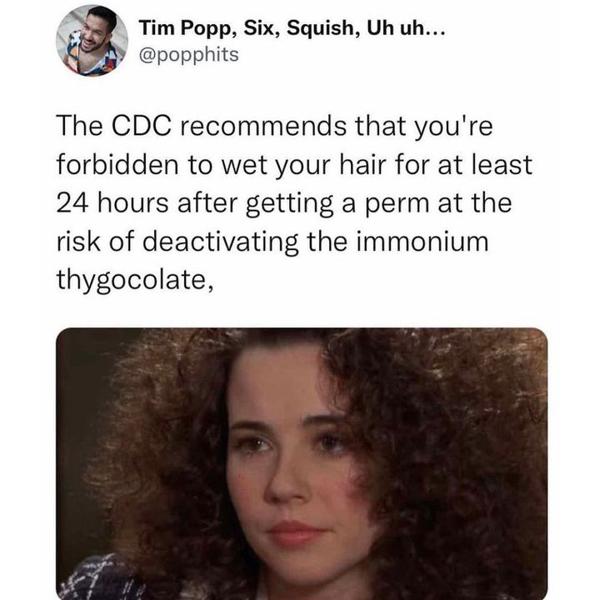 Tim Popp, Six, Squish, Uh uh...
@popphits
The CDC recommends that you're
forbidden to wet your hair for at least
24 hours after getting a perm at the
risk of deactivating the immonium
thygocolate,